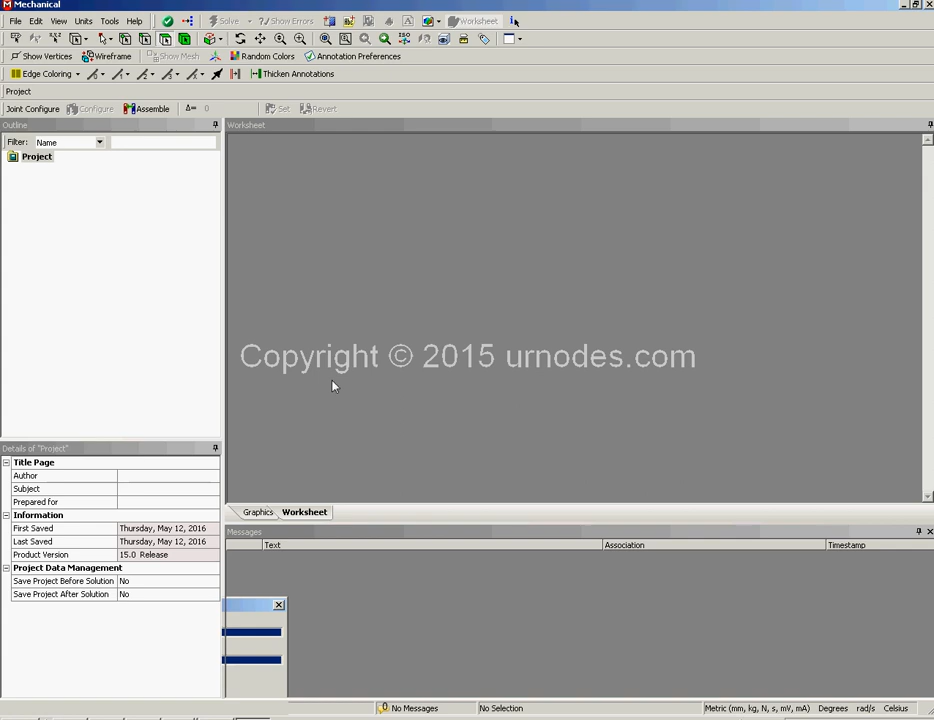 Mechanical
File Edit View Units Tools Help Solve ?/Show Errors Worksheet
Show Vertices Wireframe Show Mesh Random Colors Annotation Preferences
Edge Coloring Thicken Annotations
Project
Joint Configure Configure Assemble Δ= 0 Set Revert
Outline
Filter: Name
Project
Worksheet
Copyright © 2015 urnodes.com
Details of "Project"
Title Page
Author
Subject
Prepared for
Information
First Saved Thursday, May 12, 2016
Last Saved Thursday, May 12, 2016
Product Version 15.0 Release
Project Data Management
Save Project Before Solution No
Save Project After Solution No
Graphics Worksheet
Messages
Text Association Timestamp
No Messages No Selection Metric (mm, kg, N, s, mV, mA) Degrees rad/s Celsius